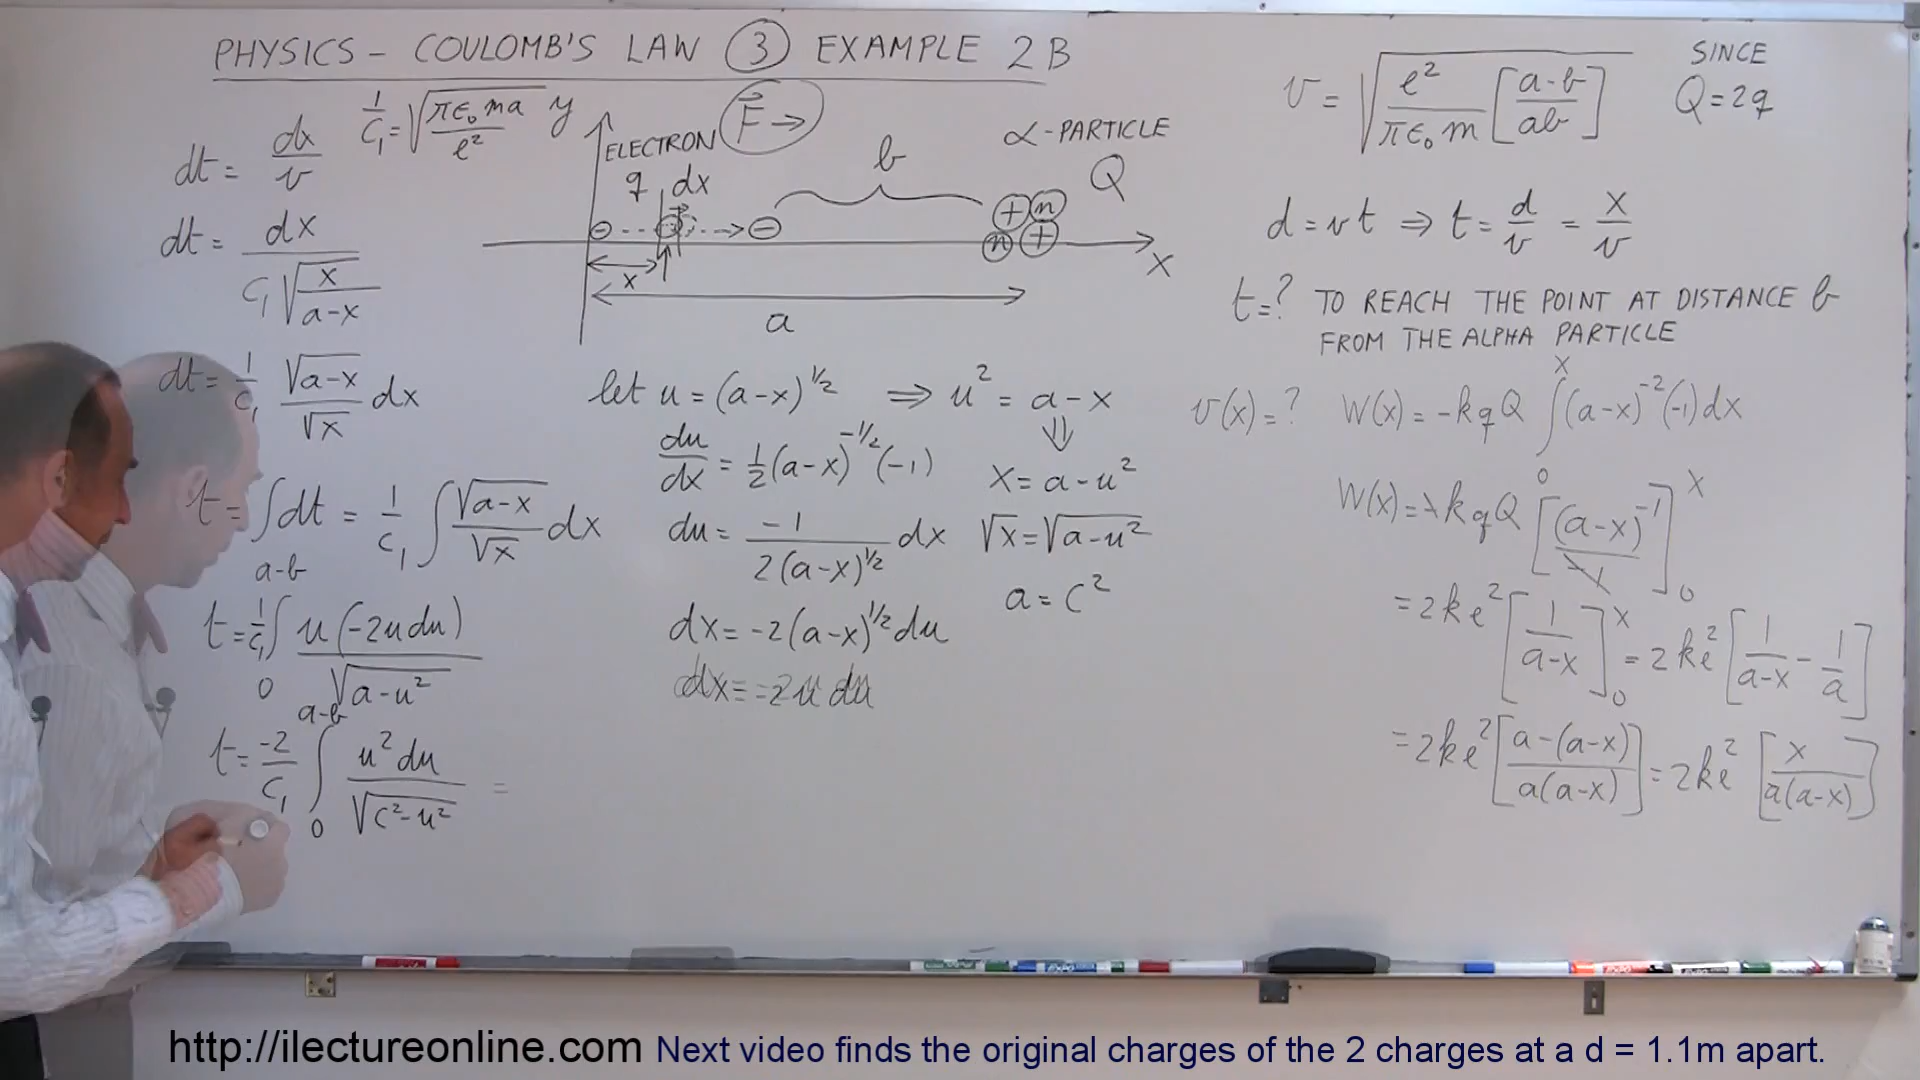 PHYSICS - COULOMB'S LAW ③ EXAMPLE 2B
dt = dx/v
1/C₁ = √(πε₀ma/e²)
dt = dx/(C₁√(x/(a-x)))
dt = 1/C₁ √(a-x)/√x dx
t = ∫dt = 1/C₁ ∫ √(a-x)/√x dx
t = 1/C₁ ∫₀^(a-b) u(-2udu)/√(a-u²)
t = -2/C₁ ∫₀^(a-b) u²du/√(C²-u²) =
y
ELECTRON
F⃗ →
α-PARTICLE
q
dx
b
Q
+ n
n +
x
x
a
let u = (a-x)^1/2 ⇒ u² = a-x
⇓
du/dx = 1/2(a-x)^-1/2(-1)
x = a-u²
du = -1/(2(a-x)^1/2) dx
√x = √(a-u²)
a = C²
dx = -2(a-x)^1/2 du
dx = -2u du
v = √(e²/(πε₀m) [(a-b)/(ab)])
SINCE
Q = 2q
d = vt ⇒ t = d/v = x/v
t = ? TO REACH THE POINT AT DISTANCE b
FROM THE ALPHA PARTICLE
v(x) = ? W(x) = -kqQ ∫₀^x (a-x)^-2(-1)dx
W(x) = -kqQ [(a-x)^-1/-1]₀^x
= 2ke² [1/(a-x)]₀^x = 2ke² [1/(a-x) - 1/a]
= 2ke² [(a-(a-x))/(a(a-x))] = 2ke² [x/(a(a-x))]
http://ilectureonline.com Next video finds the original charges of the 2 charges at a d = 1.1m apart.